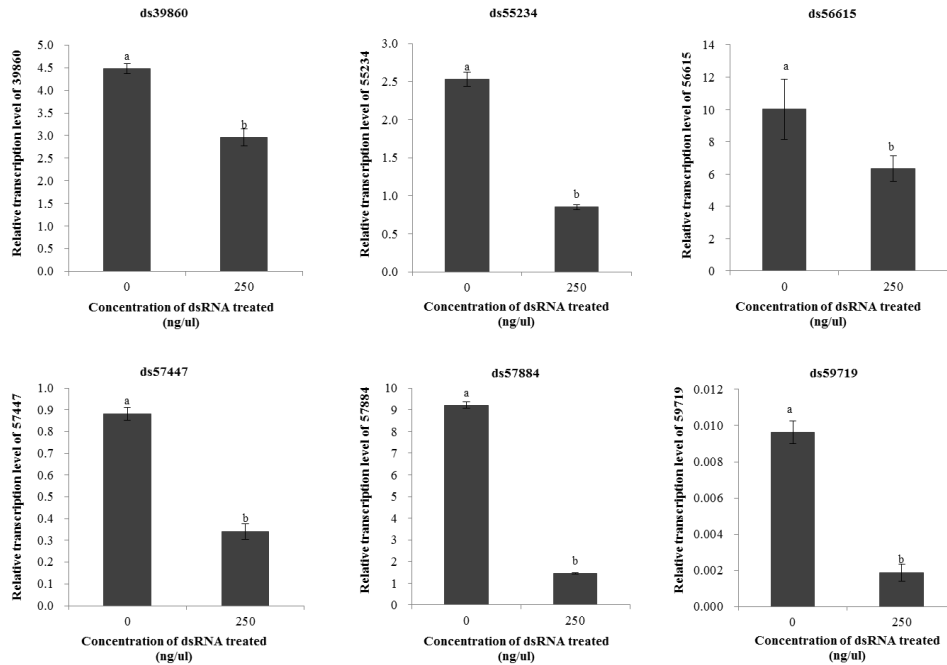 ds39860
Relative transcription level of 39860
5.0
4.5
4.0
3.5
3.0
2.5
2.0
1.5
1.0
0.5
0.0
a
b
0 250
Concentration of dsRNA treated
(ng/ul)
ds55234
Relative transcription level of 55234
3.0
2.5
2.0
1.5
1.0
0.5
0.0
a
b
0 250
Concentration of dsRNA treated
(ng/ul)
ds56615
Relative transcription level of 56615
14
12
10
8
6
4
2
0
a
b
0 250
Concentration of dsRNA treated
(ng/ul)
ds57447
Relative transcription level of 57447
1.0
0.9
0.8
0.7
0.6
0.5
0.4
0.3
0.2
0.1
0.0
a
b
0 250
Concentration of dsRNA treated
(ng/ul)
ds57884
Relative transcription level of 57884
10
9
8
7
6
5
4
3
2
1
0
a
b
0 250
Concentration of dsRNA treated
(ng/ul)
ds59719
Relative transcription level of 59719
0.012
0.010
0.008
0.006
0.004
0.002
0.000
a
b
0 250
Concentration of dsRNA treated
(ng/ul)